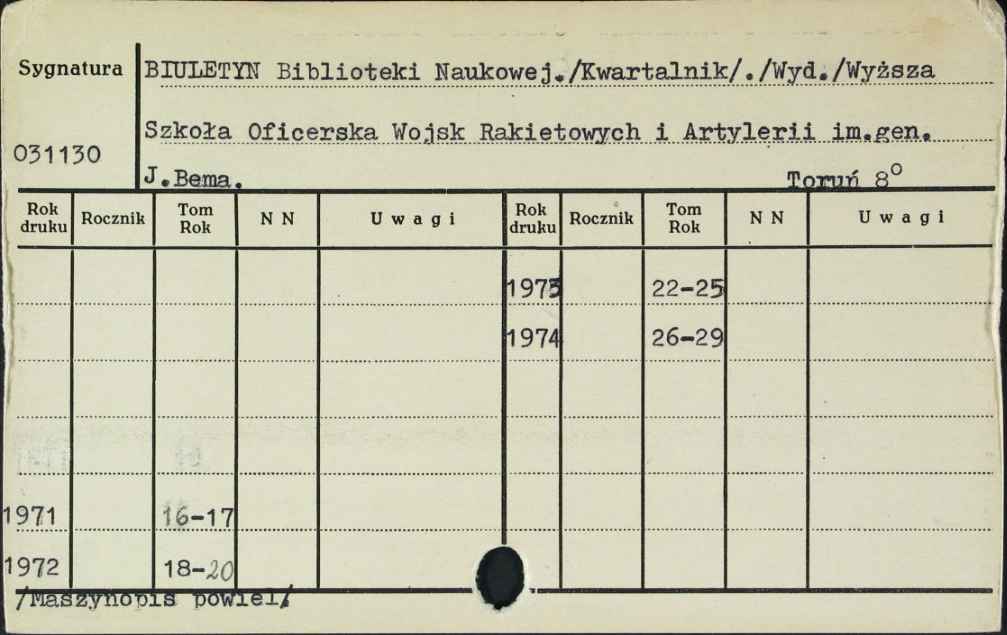 Sygnatura BIULETYN Biblioteki Naukowej./Kwartalnik/./Wyd./Wyższa
Szkoła Oficerska Wojsk Rakietowych i Artylerii im.gen.
031130
J.Bema. Toruń 8°
Rok druku Rocznik Tom Rok N N Uwagi Rok druku Rocznik Tom Rok N N Uwagi
1973 22-25
1974 26-29
1971 16-17
1972 18-20
/Maszynopis powiel/